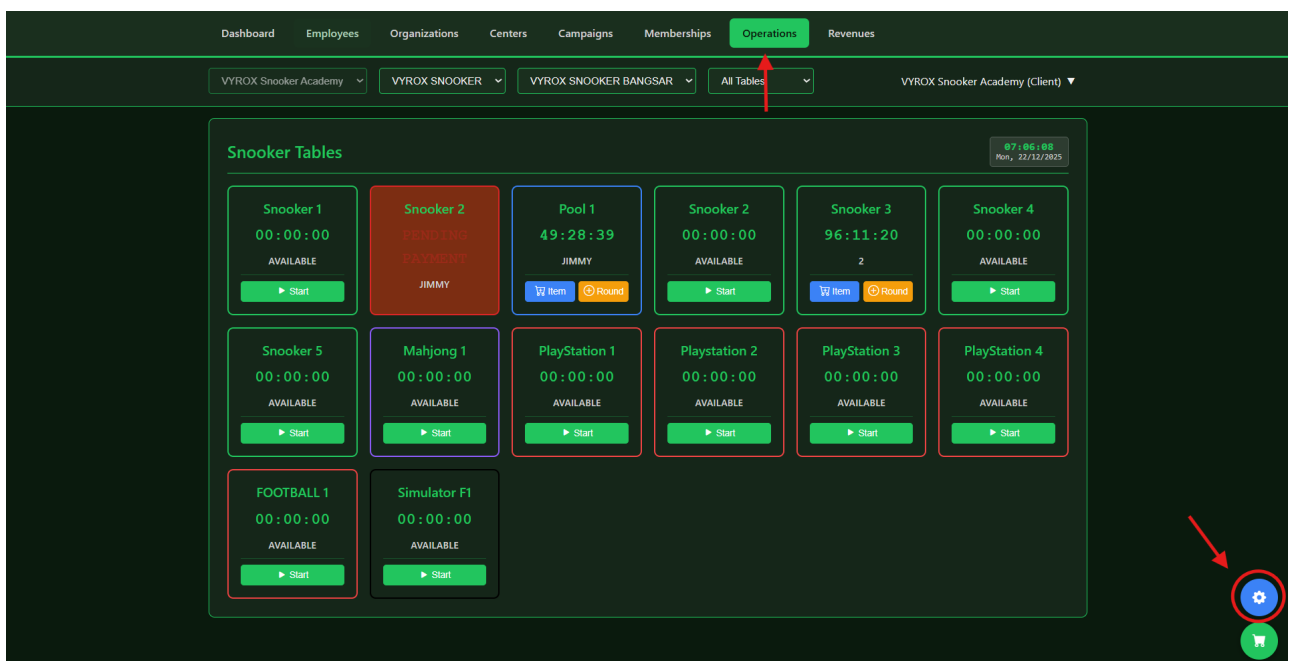 Dashboard Employees Organizations Centers Campaigns Memberships Operations Revenues
VYROX Snooker Academy VYROX SNOOKER VYROX SNOOKER BANGSAR All Tables VYROX Snooker Academy (Client) ▼
Snooker Tables
07:06:08
Mon, 22/12/2025
Snooker 1
00:00:00
AVAILABLE
Start
Snooker 2
PENDING
PAYMENT
JIMMY
Pool 1
49:28:39
JIMMY
Item Round
Snooker 2
00:00:00
AVAILABLE
Start
Snooker 3
96:11:20
2
Item Round
Snooker 4
00:00:00
AVAILABLE
Start
Snooker 5
00:00:00
AVAILABLE
Start
Mahjong 1
00:00:00
AVAILABLE
Start
PlayStation 1
00:00:00
AVAILABLE
Start
Playstation 2
00:00:00
AVAILABLE
Start
PlayStation 3
00:00:00
AVAILABLE
Start
PlayStation 4
00:00:00
AVAILABLE
Start
FOOTBALL 1
00:00:00
AVAILABLE
Start
Simulator F1
00:00:00
AVAILABLE
Start